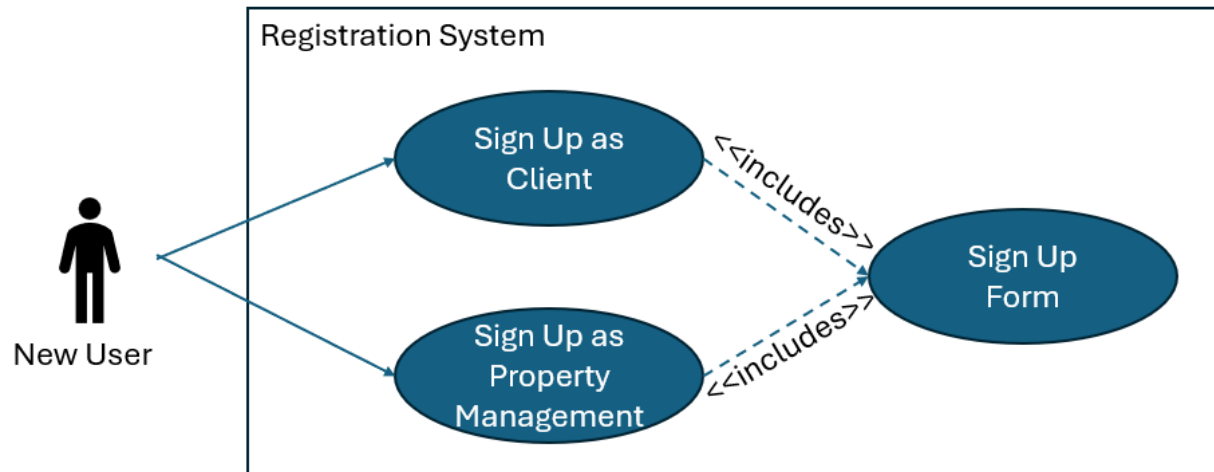 Registration System
Sign Up as
Client
<<includes>>
Sign Up
Form
New User
<<includes>>
Sign Up as
Property
Management